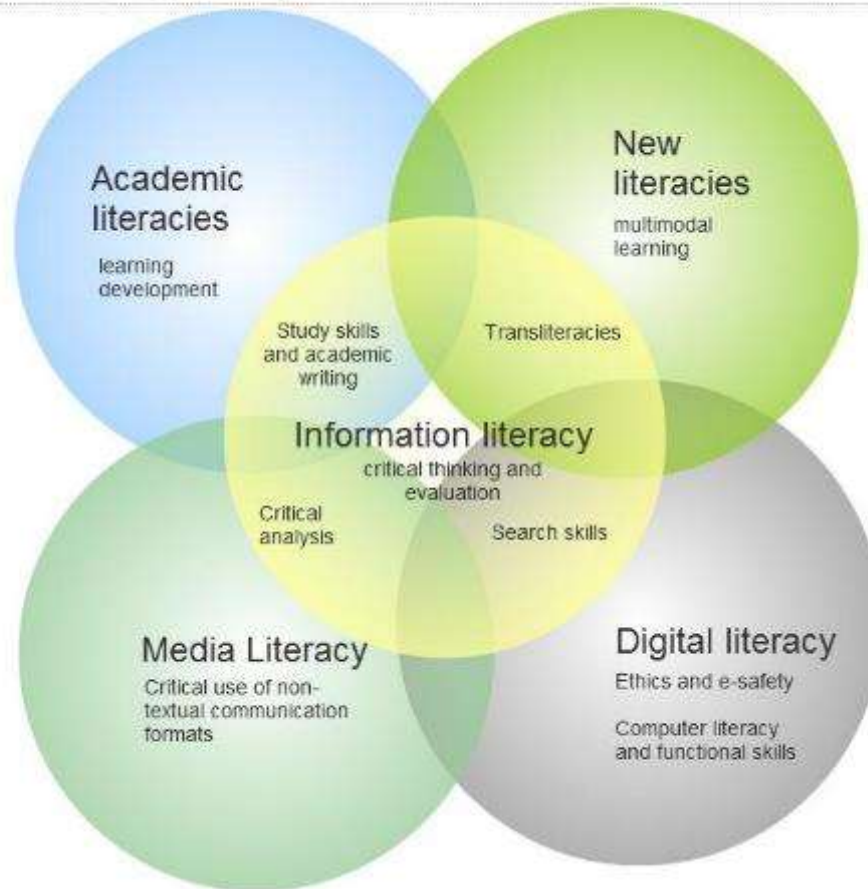 Academic
literacies
learning
development
New
literacies
multimodal
learning
Study skills
and academic
writing
Transliteracies
Information literacy
critical thinking and
evaluation
Critical
analysis
Search skills
Media Literacy
Critical use of non-
textual communication
formats
Digital literacy
Ethics and e-safety
Computer literacy
and functional skills